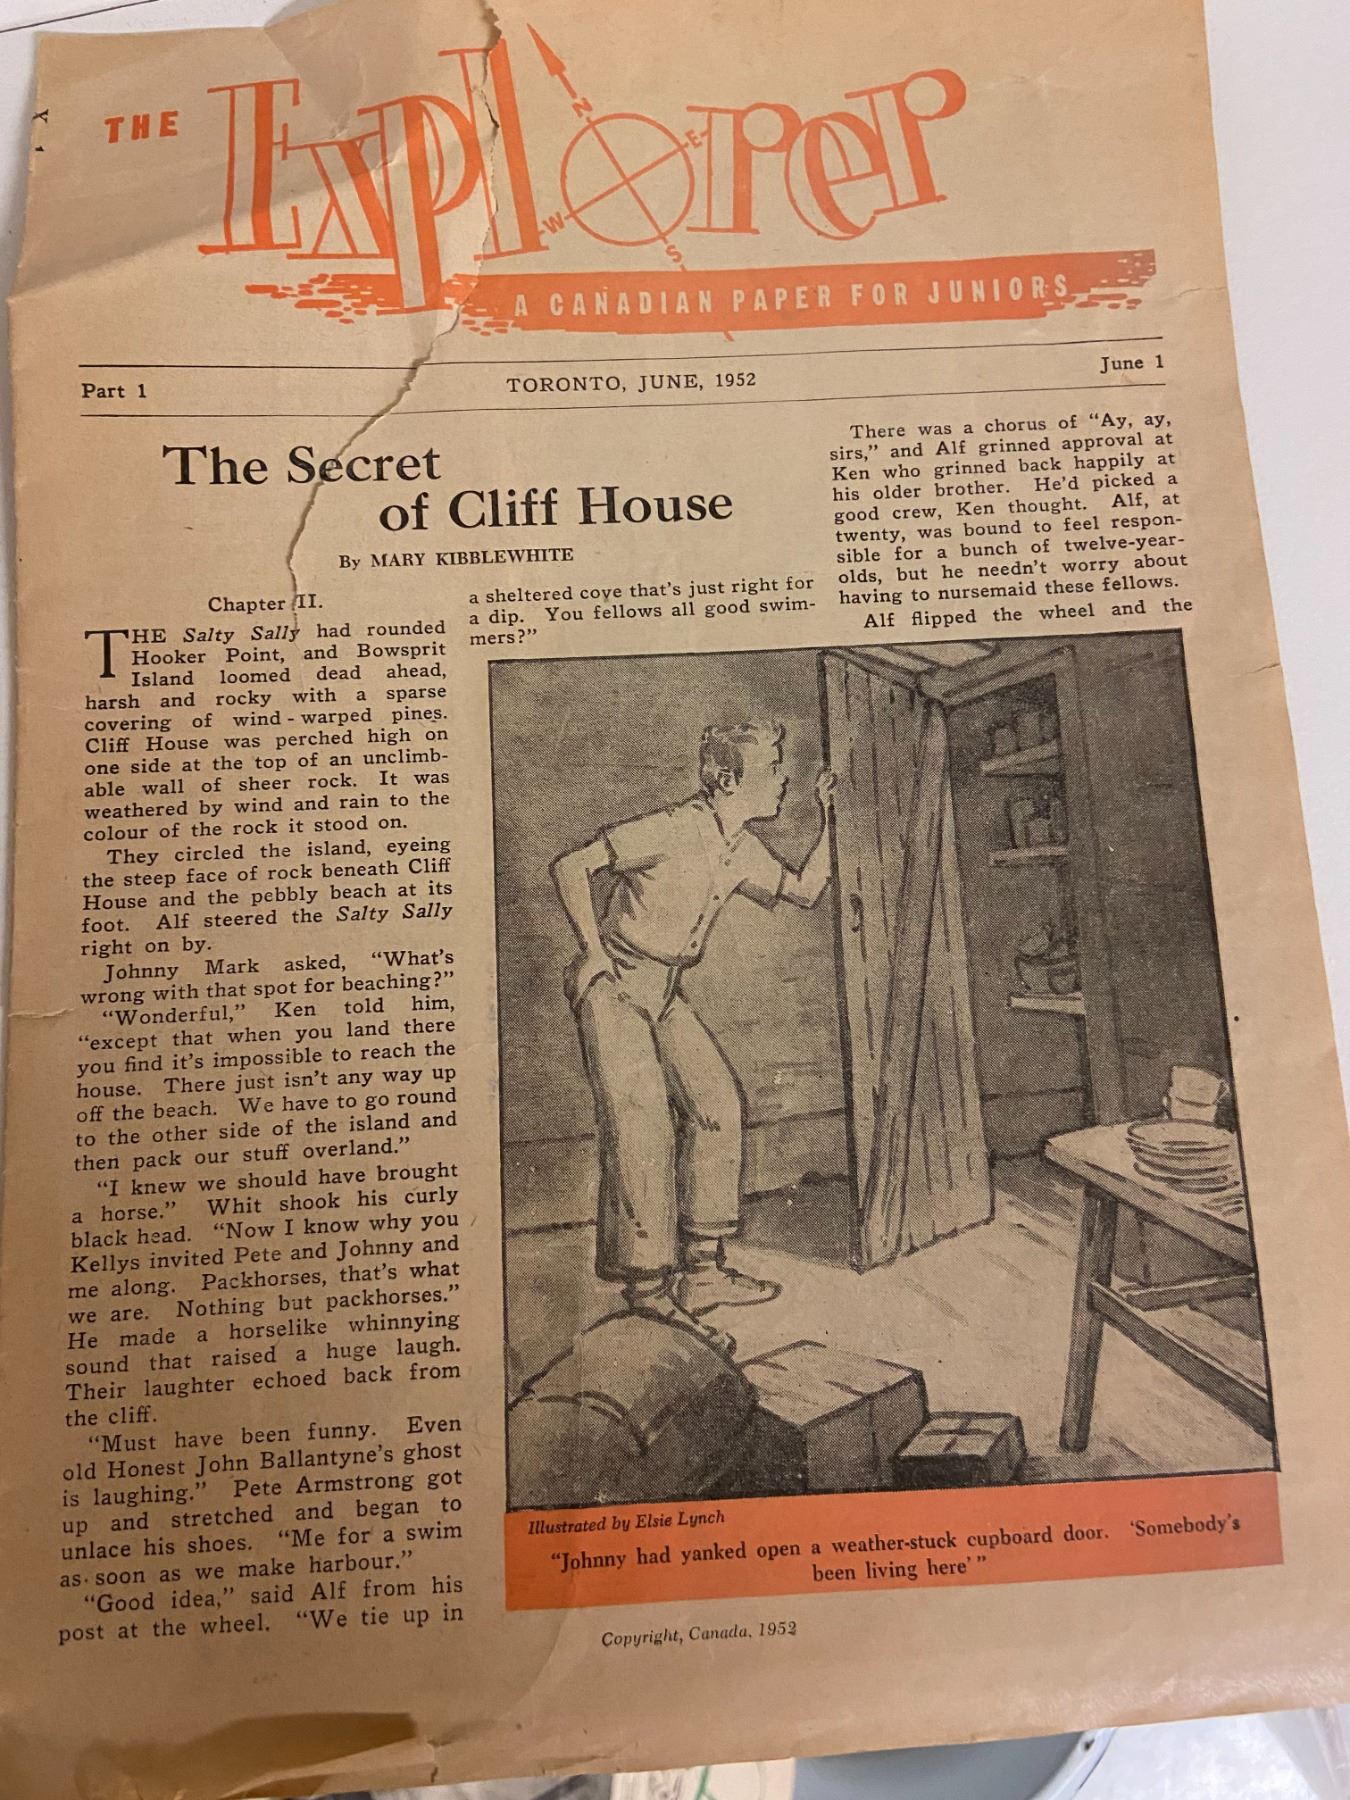 THE Explorer
N
E
W
S
A CANADIAN PAPER FOR JUNIORS
Part 1
TORONTO, JUNE, 1952
June 1
The Secret
of Cliff House
By MARY KIBBLEWHITE
Chapter II.
THE Salty Sally had rounded
Hooker Point, and Bowsprit
Island loomed dead ahead,
harsh and rocky with a sparse
covering of wind-warped pines.
Cliff House was perched high on
one side at the top of an unclimb-
able wall of sheer rock. It was
weathered by wind and rain to the
colour of the rock it stood on.
They circled the island, eyeing
the steep face of rock beneath Cliff
House and the pebbly beach at its
foot. Alf steered the Salty Sally
right on by.
Johnny Mark asked, “What’s
wrong with that spot for beaching?”
“Wonderful,” Ken told him,
“except that when you land there
you find it’s impossible to reach the
house. There just isn’t any way up
off the beach. We have to go round
to the other side of the island and
then pack our stuff overland.”
“I knew we should have brought
a horse.” Whit shook his curly
black head. “Now I know why you
Kellys invited Pete and Johnny and
me along. Packhorses, that’s what
we are. Nothing but packhorses.”
He made a horselike whinnying
sound that raised a huge laugh.
Their laughter echoed back from
the cliff.
“Must have been funny. Even
old Honest John Ballantyne’s ghost
is laughing.” Pete Armstrong got
up and stretched and began to
unlace his shoes. “Me for a swim
as soon as we make harbour.”
“Good idea,” said Alf from his
post at the wheel. “We tie up in
a sheltered cove that’s just right for
a dip. You fellows all good swim-
mers?”
There was a chorus of “Ay, ay,
sirs,” and Alf grinned approval at
Ken who grinned back happily at
his older brother. He’d picked a
good crew, Ken thought. Alf, at
twenty, was bound to feel respon-
sible for a bunch of twelve-year-
olds, but he needn’t worry about
having to nursemaid these fellows.
Alf flipped the wheel and the
Illustrated by Elsie Lynch
“Johnny had yanked open a weather-stuck cupboard door. ‘Somebody’s
been living here’ ”
Copyright, Canada, 1952